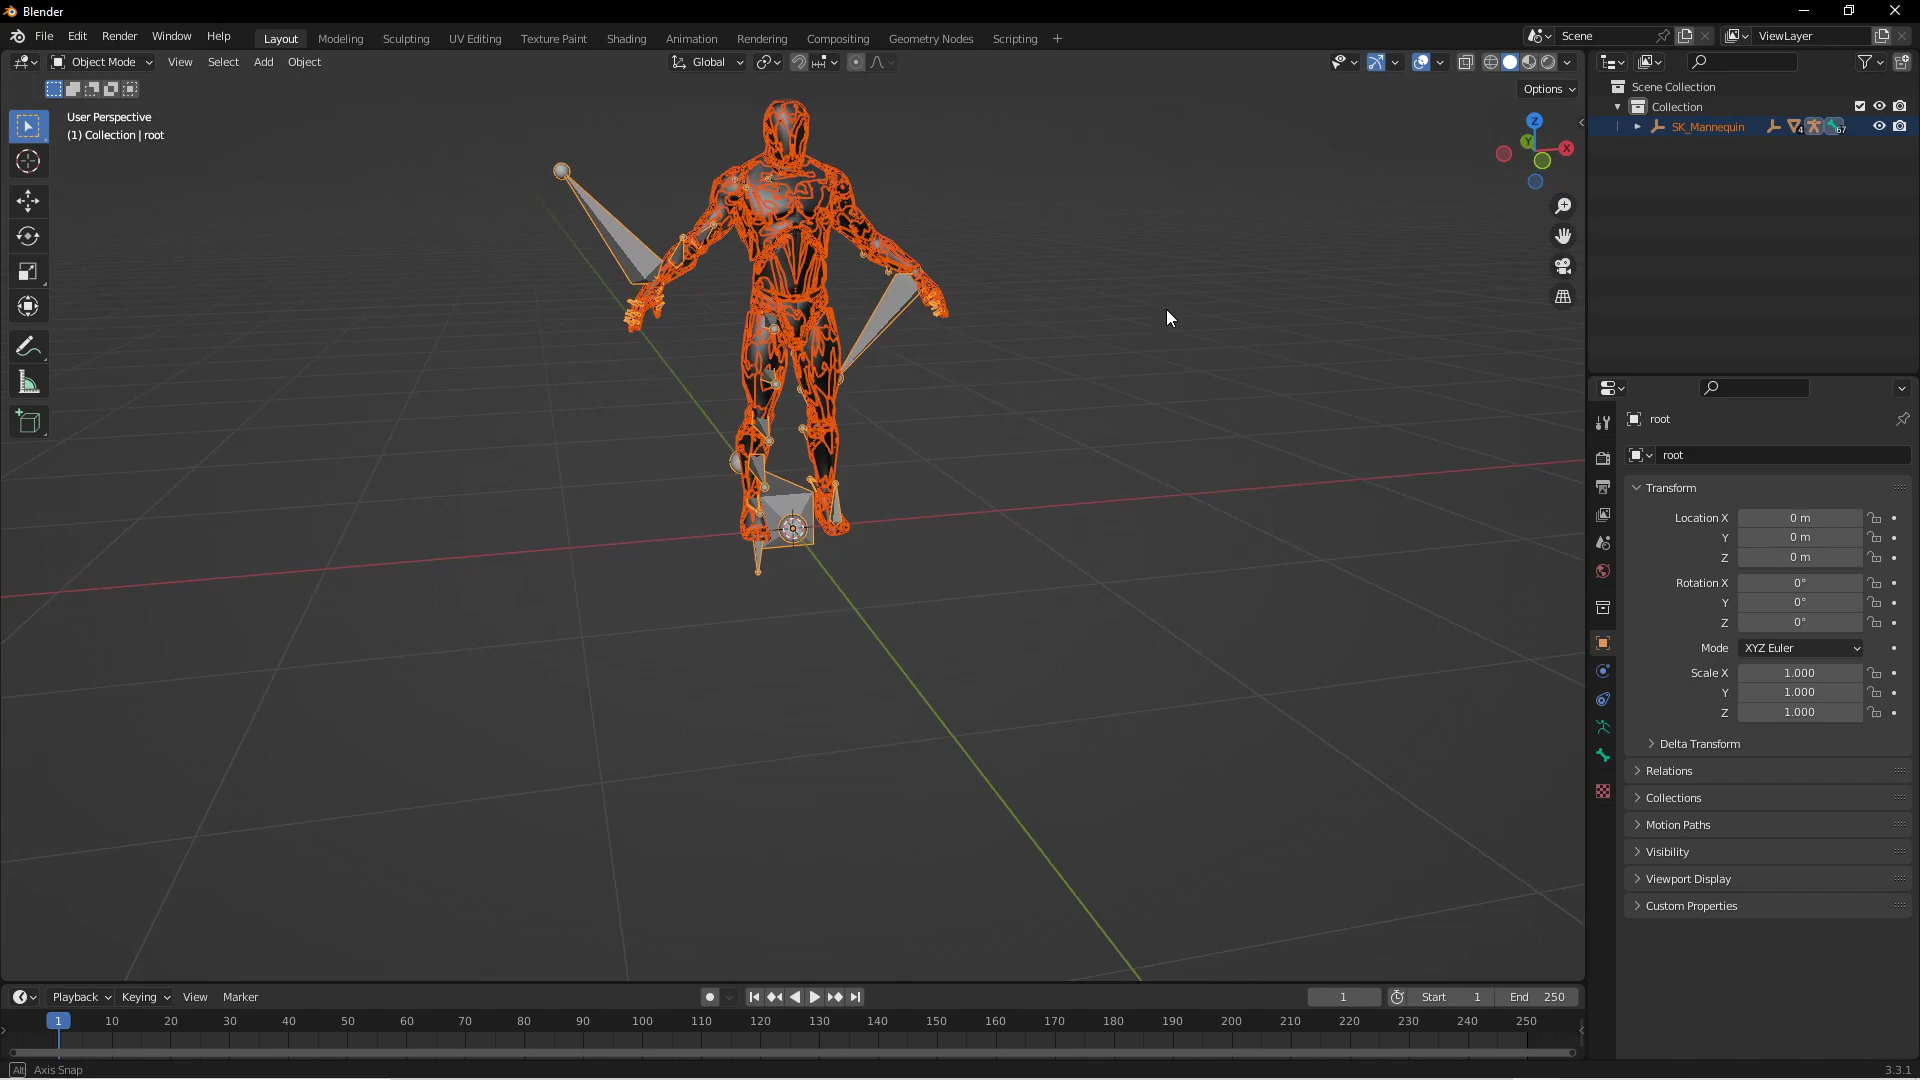 Blender
File Edit Render Window Help Layout Modeling Sculpting UV Editing Texture Paint Shading Animation Rendering Compositing Geometry Nodes Scripting + Scene ViewLayer
Object Mode View Select Add Object Global
Options
User Perspective
(1) Collection | root
Z
Y
X
Scene Collection
Collection
SK_Mannequin 4 67
root
root
Transform
Location X 0 m
Y 0 m
Z 0 m
Rotation X 0°
Y 0°
Z 0°
Mode XYZ Euler
Scale X 1.000
Y 1.000
Z 1.000
Delta Transform
Relations
Collections
Motion Paths
Visibility
Viewport Display
Custom Properties
Playback Keying View Marker 1 Start 1 End 250
1 10 20 30 40 50 60 70 80 90 100 110 120 130 140 150 160 170 180 190 200 210 220 230 240 250
Alt Axis Snap
3.3.1